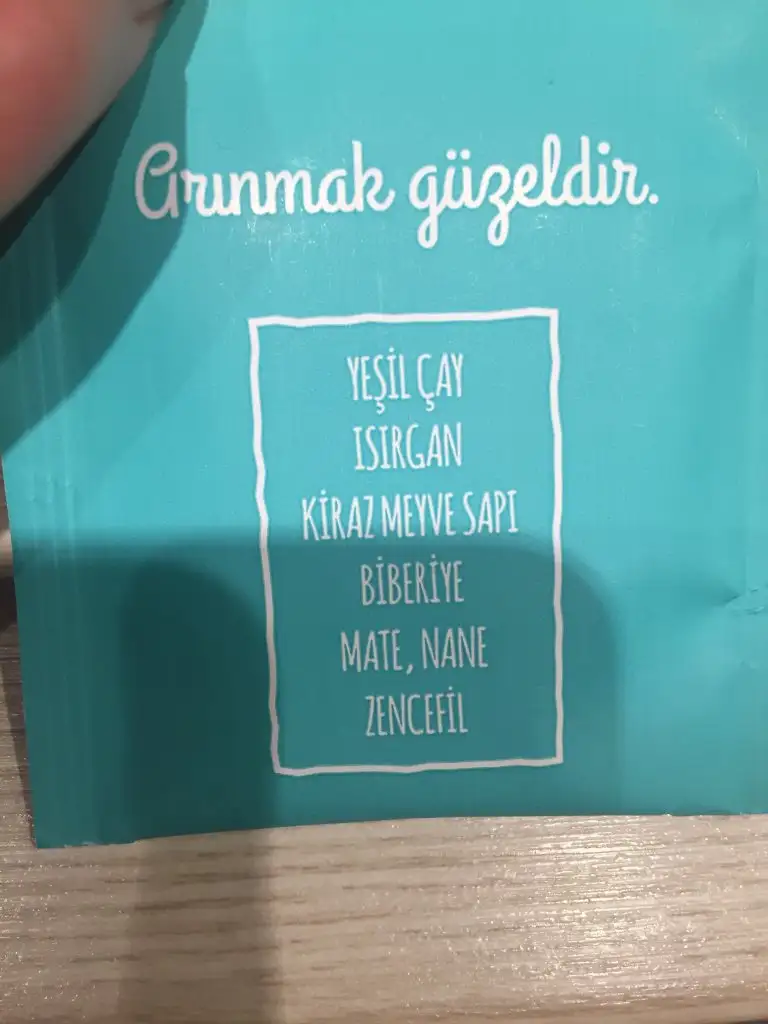 Arınmak güzeldir.
YEŞİL ÇAY
ISIRGAN
KİRAZ MEYVE SAPI
BİBERİYE
MATE, NANE
ZENCEFİL